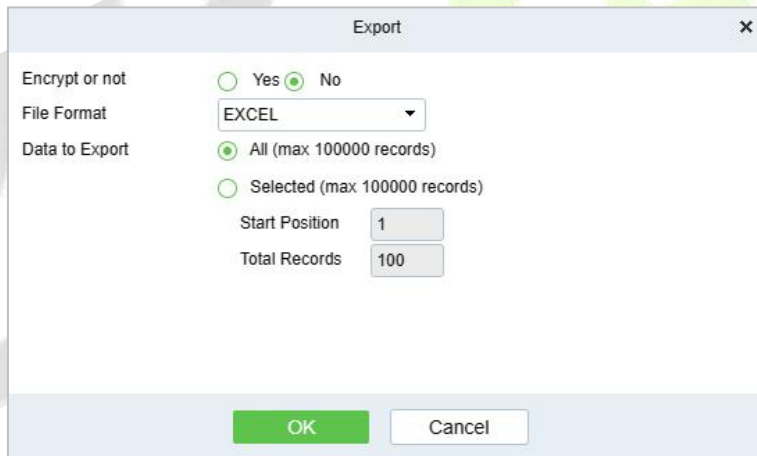 Export
Encrypt or not Yes No
File Format EXCEL
Data to Export All (max 100000 records)
Selected (max 100000 records)
Start Position 1
Total Records 100
OK Cancel